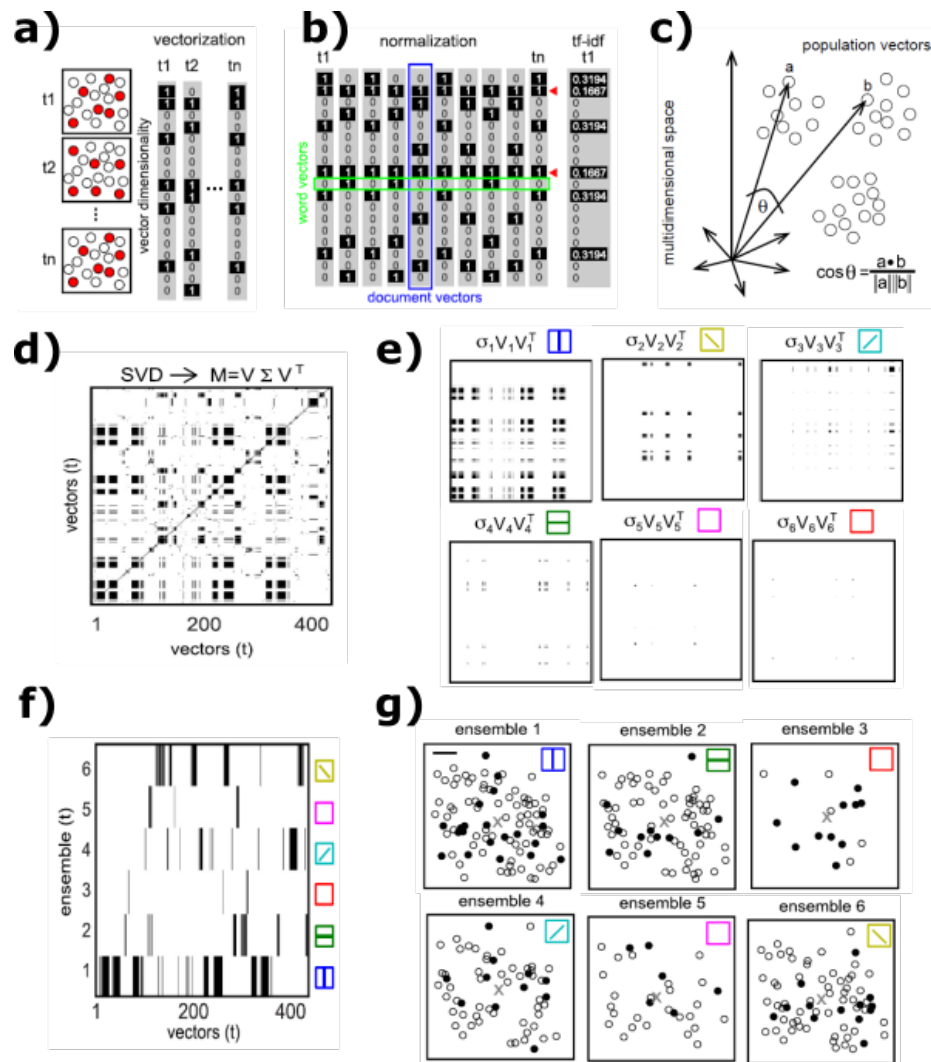 a)
vectorization
t1 t2 tn
t1
t2
tn
vector dimensionality
b)
normalization
tf-idf
t1 tn t1
0.3194
0.1667
0.3194
0.1667
0.3194
0.3194
word vectors
document vectors
c)
population vectors
a
b
multidimensional space
θ
cosθ = a•b / |a||b|
d)
SVD → M=V Σ V^T
vectors (t)
1 200 400
vectors (t)
e)
σ₁V₁V₁^T
σ₂V₂V₂^T
σ₃V₃V₃^T
σ₄V₄V₄^T
σ₅V₅V₅^T
σ₆V₆V₆^T
f)
ensemble (t)
6
5
4
3
2
1
1 200 400
vectors (t)
g)
ensemble 1
ensemble 2
ensemble 3
ensemble 4
ensemble 5
ensemble 6